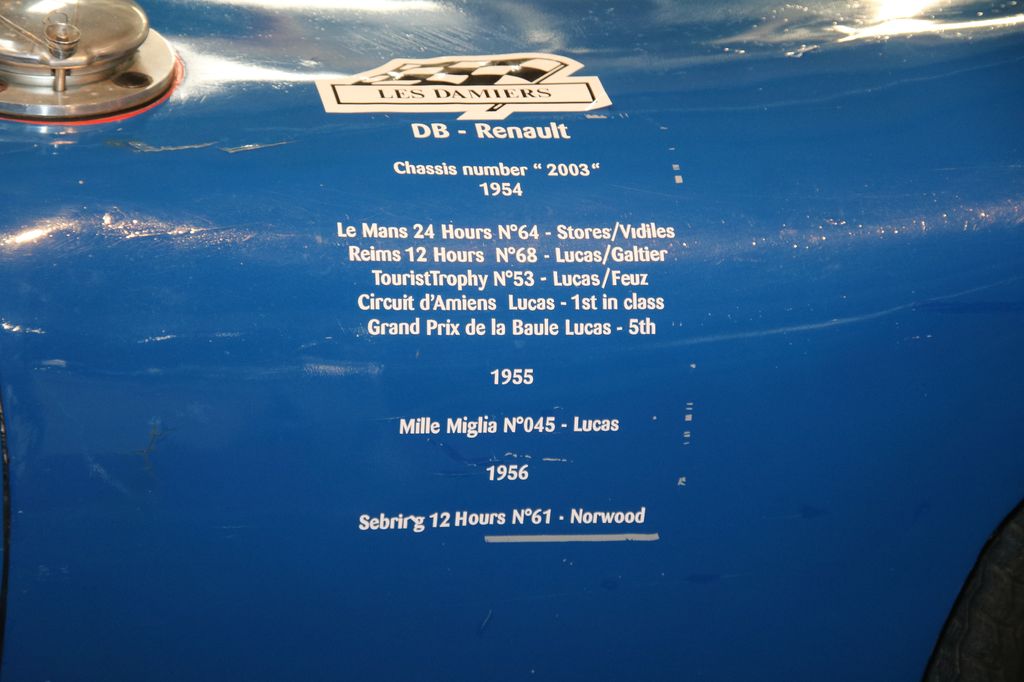 LES DAMIERS
DB - Renault
Chassis number “ 2003“
1954
Le Mans 24 Hours N°64 - Stores/Vidiles
Reims 12 Hours N°68 - Lucas/Galtier
TouristTrophy N°53 - Lucas/Feuz
Circuit d'Amiens Lucas - 1st in class
Grand Prix de la Baule Lucas - 5th
1955
Mille Miglia N°045 - Lucas
1956
Sebring 12 Hours N°61 - Norwood